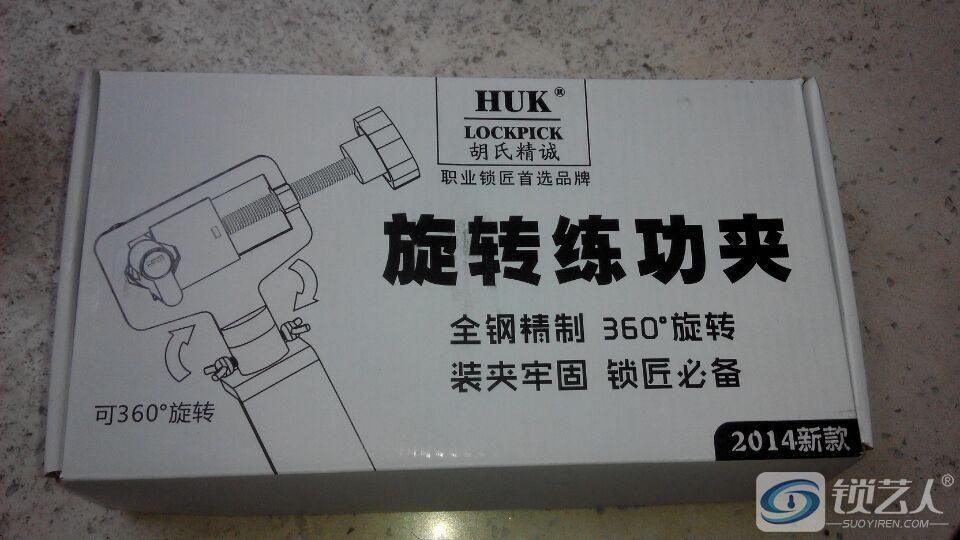 HUK®
LOCKPICK
胡氏精诚
职业锁匠首选品牌
旋转练功夹
全钢精制 360°旋转
装夹牢固 锁匠必备
可360°旋转
2014新款
锁艺人®
SUOYIREN.COM